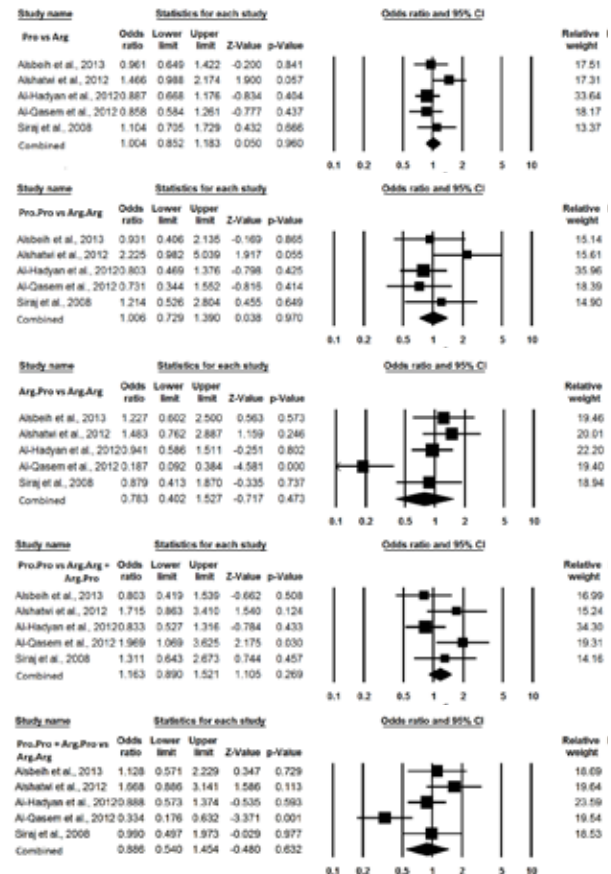 Study name Statistics for each study Odds ratio and 95% CI
Pro vs Arg Odds ratio Lower limit Upper limit Z-Value p-Value Relative weight
Alsbeih et al., 2013 0.961 0.649 1.422 -0.200 0.841 17.51
Alshatwi et al., 2012 1.466 0.988 2.174 1.900 0.057 17.31
Al-Hadyan et al., 2012 0.887 0.668 1.176 -0.834 0.404 33.64
Al-Qasem et al., 2012 0.858 0.584 1.261 -0.777 0.437 18.17
Siraj et al., 2008 1.104 0.705 1.729 0.432 0.666 13.37
Combined 1.004 0.852 1.183 0.050 0.960
0.1 0.2 0.5 1 2 5 10
Study name Statistics for each study Odds ratio and 95% CI
Pro.Pro vs Arg.Arg Odds ratio Lower limit Upper limit Z-Value p-Value Relative weight
Alsbeih et al., 2013 0.931 0.406 2.135 -0.169 0.865 15.14
Alshatwi et al., 2012 2.225 0.982 5.039 1.917 0.055 15.61
Al-Hadyan et al., 2012 0.803 0.469 1.376 -0.798 0.425 35.96
Al-Qasem et al., 2012 0.731 0.344 1.552 -0.816 0.414 18.39
Siraj et al., 2008 1.214 0.526 2.804 0.455 0.649 14.90
Combined 1.006 0.729 1.390 0.038 0.970
0.1 0.2 0.5 1 2 5 10
Study name Statistics for each study Odds ratio and 95% CI
Arg.Pro vs Arg.Arg Odds ratio Lower limit Upper limit Z-Value p-Value Relative weight
Alsbeih et al., 2013 1.227 0.602 2.500 0.563 0.573 19.46
Alshatwi et al., 2012 1.483 0.762 2.887 1.159 0.246 20.01
Al-Hadyan et al., 2012 0.941 0.586 1.511 -0.251 0.802 22.20
Al-Qasem et al., 2012 0.187 0.092 0.384 -4.581 0.000 19.40
Siraj et al., 2008 0.879 0.413 1.870 -0.335 0.737 18.94
Combined 0.783 0.402 1.527 -0.717 0.473
0.1 0.2 0.5 1 2 5 10
Study name Statistics for each study Odds ratio and 95% CI
Pro.Pro vs Arg.Arg + Arg.Pro Odds ratio Lower limit Upper limit Z-Value p-Value Relative weight
Alsbeih et al., 2013 0.803 0.419 1.539 -0.662 0.508 16.99
Alshatwi et al., 2012 1.715 0.863 3.410 1.540 0.124 15.24
Al-Hadyan et al., 2012 0.833 0.527 1.316 -0.784 0.433 34.30
Al-Qasem et al., 2012 1.969 1.069 3.625 2.175 0.030 19.31
Siraj et al., 2008 1.311 0.643 2.673 0.744 0.457 14.16
Combined 1.163 0.890 1.521 1.105 0.269
0.1 0.2 0.5 1 2 5 10
Study name Statistics for each study Odds ratio and 95% CI
Pro.Pro + Arg.Pro vs Arg.Arg Odds ratio Lower limit Upper limit Z-Value p-Value Relative weight
Alsbeih et al., 2013 1.128 0.571 2.229 0.347 0.729 18.69
Alshatwi et al., 2012 1.668 0.886 3.141 1.586 0.113 19.64
Al-Hadyan et al., 2012 0.888 0.573 1.374 -0.535 0.593 23.59
Al-Qasem et al., 2012 0.334 0.176 0.632 -3.371 0.001 19.54
Siraj et al., 2008 0.990 0.497 1.973 -0.029 0.977 18.53
Combined 0.886 0.540 1.454 -0.480 0.632
0.1 0.2 0.5 1 2 5 10